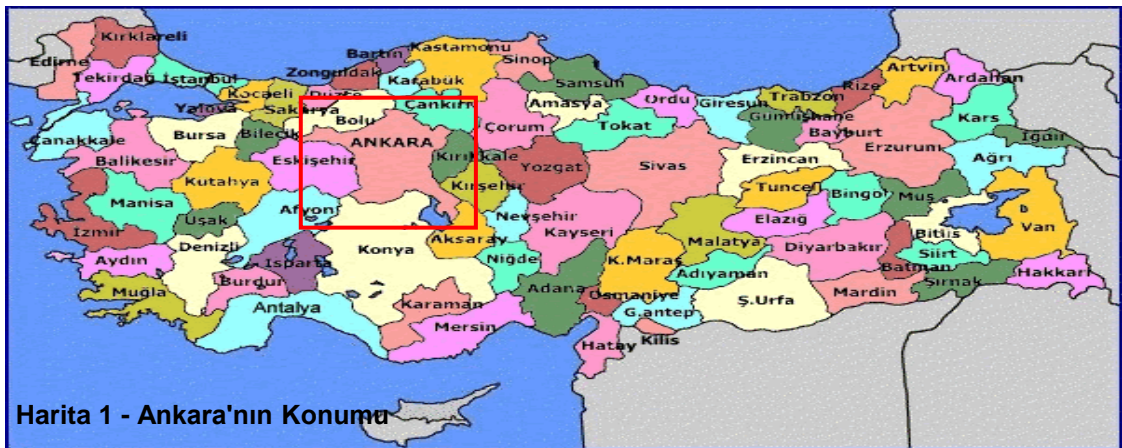 Kırklareli
Edirne
Tekirdağ
İstanbul
Kocaeli
Yalova
Sakarya
Düzce
Zonguldak
Bartın
Karabük
Kastamonu
Sinop
Samsun
Çankırı
Bolu
Bilecik
Bursa
Çanakkale
Balikesir
Kutahya
Eskişehir
ANKARA
Kırıkkale
Çorum
Amasya
Tokat
Ordu
Giresun
Trabzon
Rize
Artvin
Ardahan
Kars
Iğdir
Gümüşhane
Bayburt
Erzurum
Ağrı
Erzincan
Sivas
Yozgat
Kırşehir
Nevşehir
Kayseri
Aksaray
Niğde
Konya
Afyon
Uşak
Manisa
İzmir
Aydın
Denizli
Isparta
Burdur
Muğla
Antalya
Karaman
Mersin
Adana
Osmaniye
K.Maraş
Malatya
Adıyaman
G.antep
Kilis
Hatay
Ş.Urfa
Mardin
Diyarbakır
Elazığ
Tuncel
Bingöl
Muş
Bitlis
Van
Batman
Siirt
Şırnak
Hakkari
Harita 1 - Ankara'nın Konumu